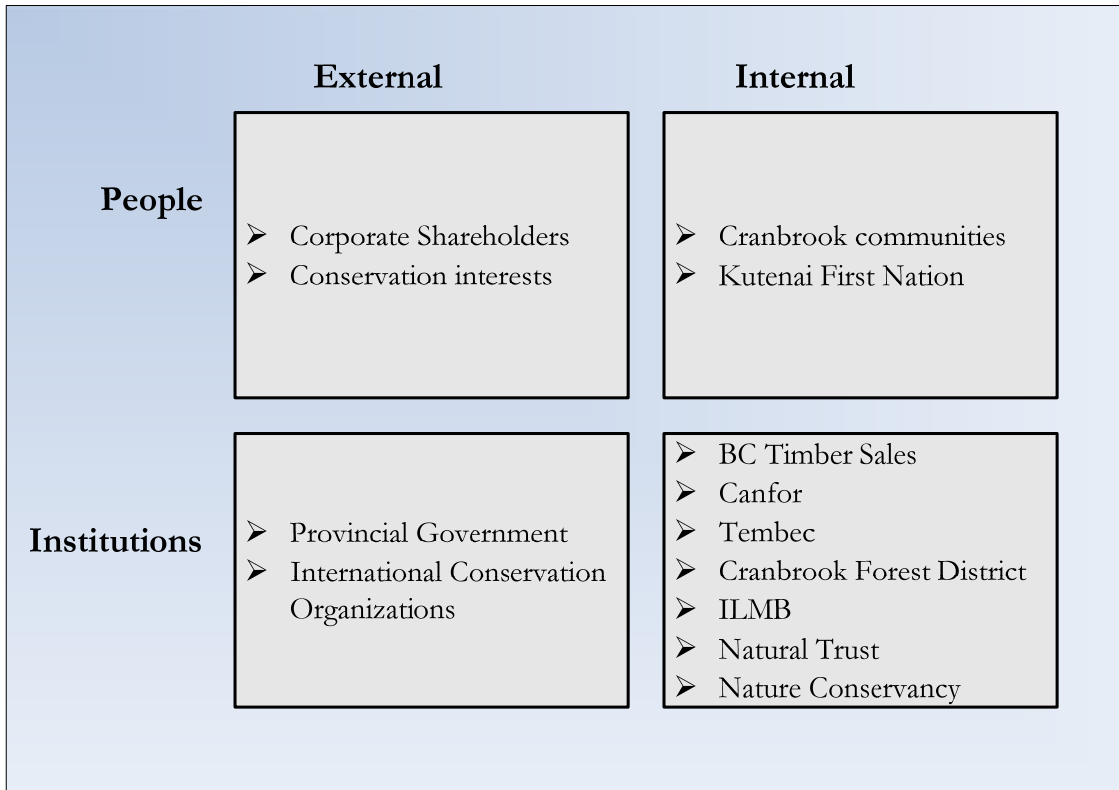 External
Internal
People
Corporate Shareholders
Conservation interests
Cranbrook communities
Kutenai First Nation
Institutions
Provincial Government
International Conservation
Organizations
BC Timber Sales
Canfor
Tembec
Cranbrook Forest District
ILMB
Natural Trust
Nature Conservancy